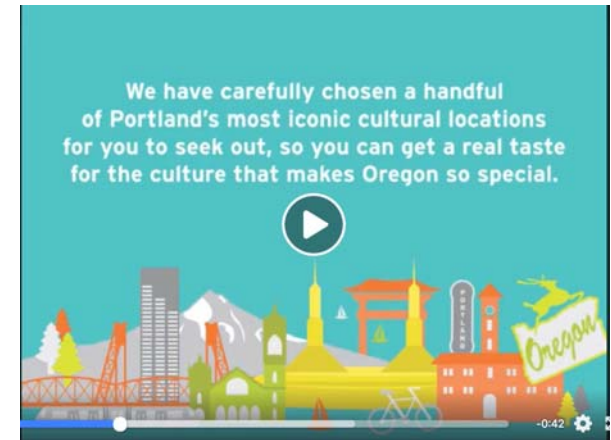 We have carefully chosen a handful
of Portland's most iconic cultural locations
for you to seek out, so you can get a real taste
for the culture that makes Oregon so special.
PORTLAND
Oregon
-0:42